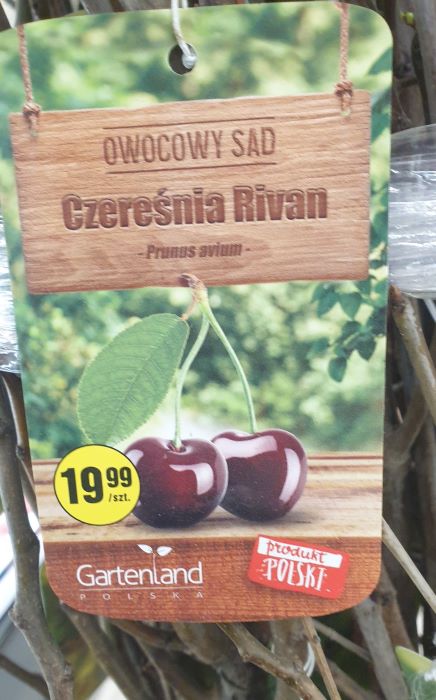 OWOCOWY SAD
Czereśnia Rivan
- Prunus avium -
19 99
/szt.
Gartenland
POLSKA
produkt
POLSKI